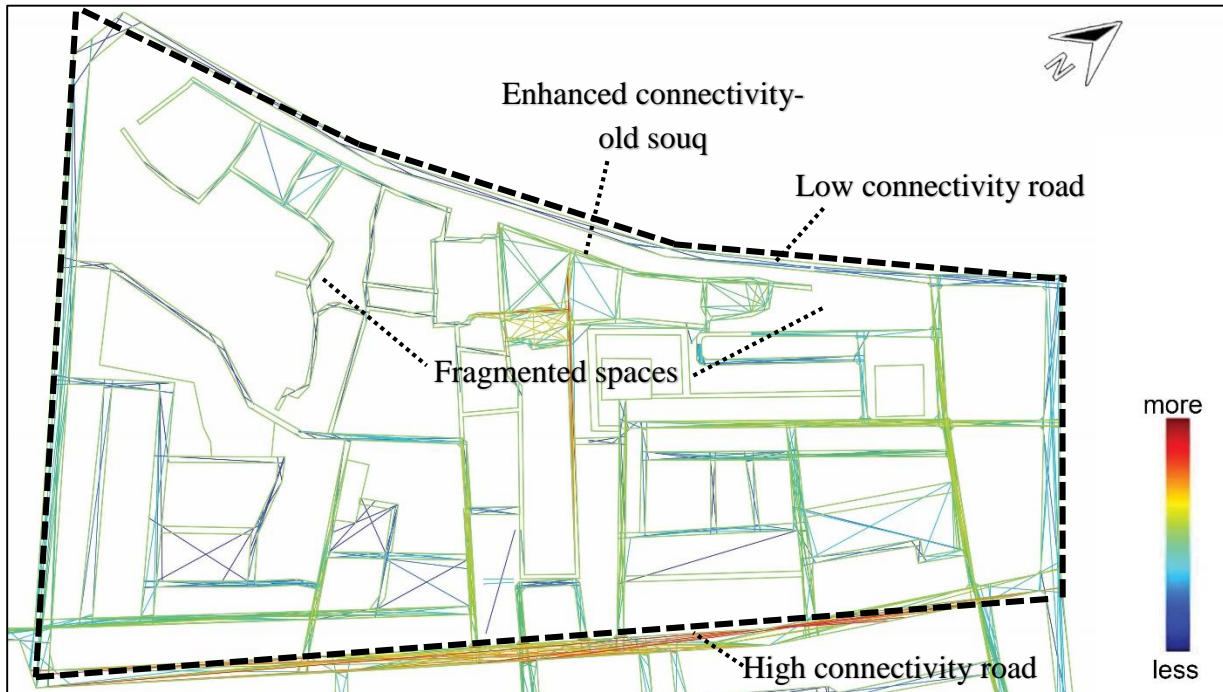 N
Enhanced connectivity-
old souq
Low connectivity road
Fragmented spaces
more
less
High connectivity road